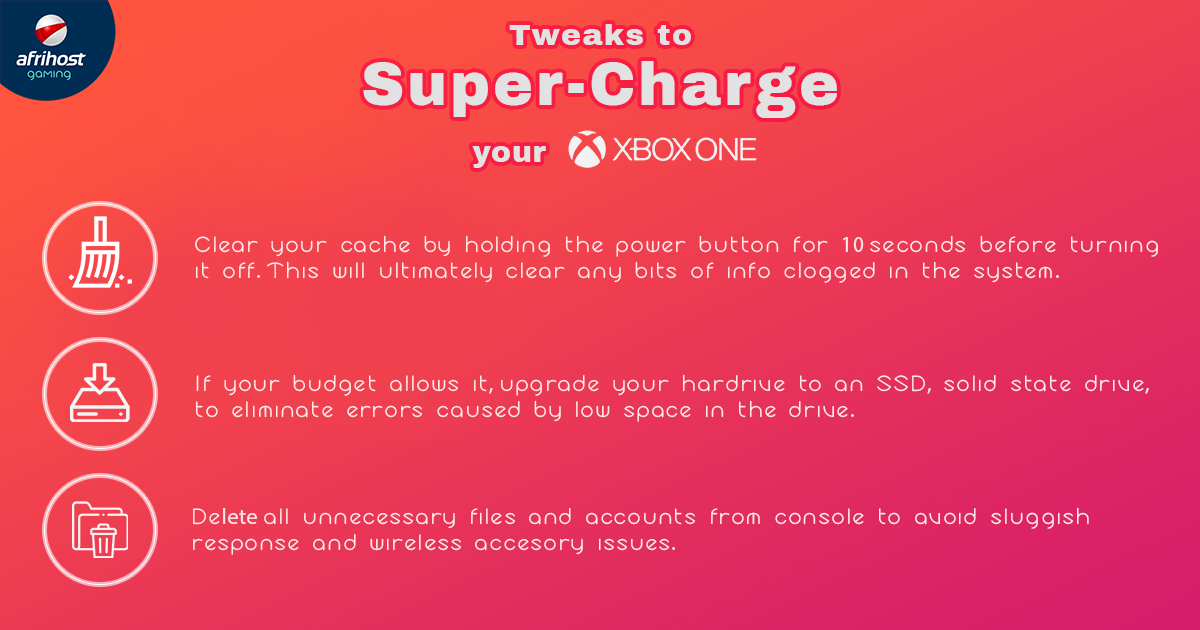 afrihost
gaming
Tweaks to
Super-Charge
your XBOX ONE
Clear your cache by holding the power button for 10 seconds before turning
it off. This will ultimately clear any bits of info clogged in the system.
If your budget allows it, upgrade your hardrive to an SSD, solid state drive,
to eliminate errors caused by low space in the drive.
Delete all unnecessary files and accounts from console to avoid sluggish
response and wireless accesory issues.